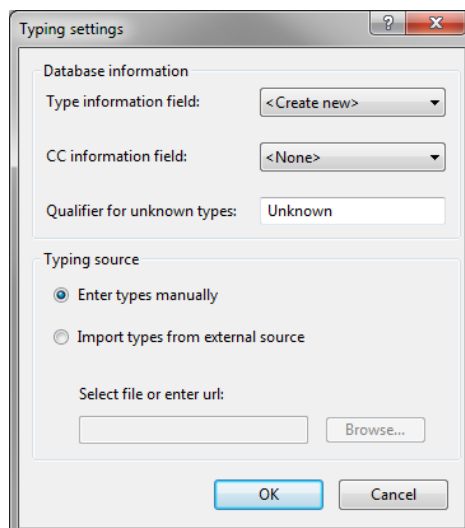 Typing settings
?
Database information
Type information field: <Create new>
CC information field: <None>
Qualifier for unknown types: Unknown
Typing source
Enter types manually
Import types from external source
Select file or enter url:
Browse...
OK Cancel